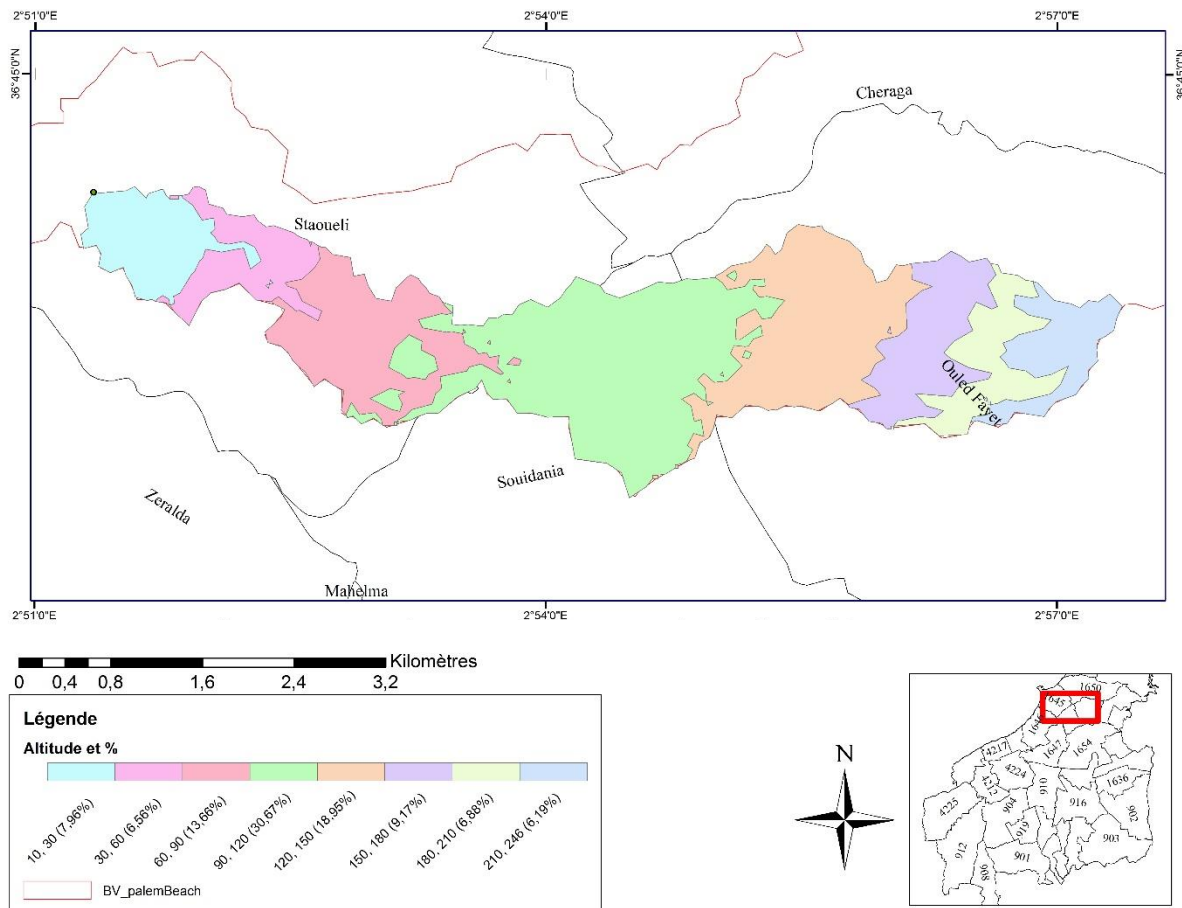 2°51'0"E 2°54'0"E 2°57'0"E
36°45'0"N 36°45'0"N
Cheraga
Staoueli
Ouled Fayet
Souidania
Zeralda
Mahelma
2°51'0"E 2°54'0"E 2°57'0"E
Kilomètres
0 0,4 0,8 1,6 2,4 3,2
Légende
Altitude et %
10, 30 (7,96%)
30, 60 (6,56%)
60, 90 (13,66%)
90, 120 (30,67%)
120, 150 (18,95%)
150, 180 (9,17%)
180, 210 (6,88%)
210, 246 (6,19%)
BV_palemBeach
N
1650
1645
1647
1654
4217
4224
4212
1636
4225
904
910
916
902
919
912
903
901
908